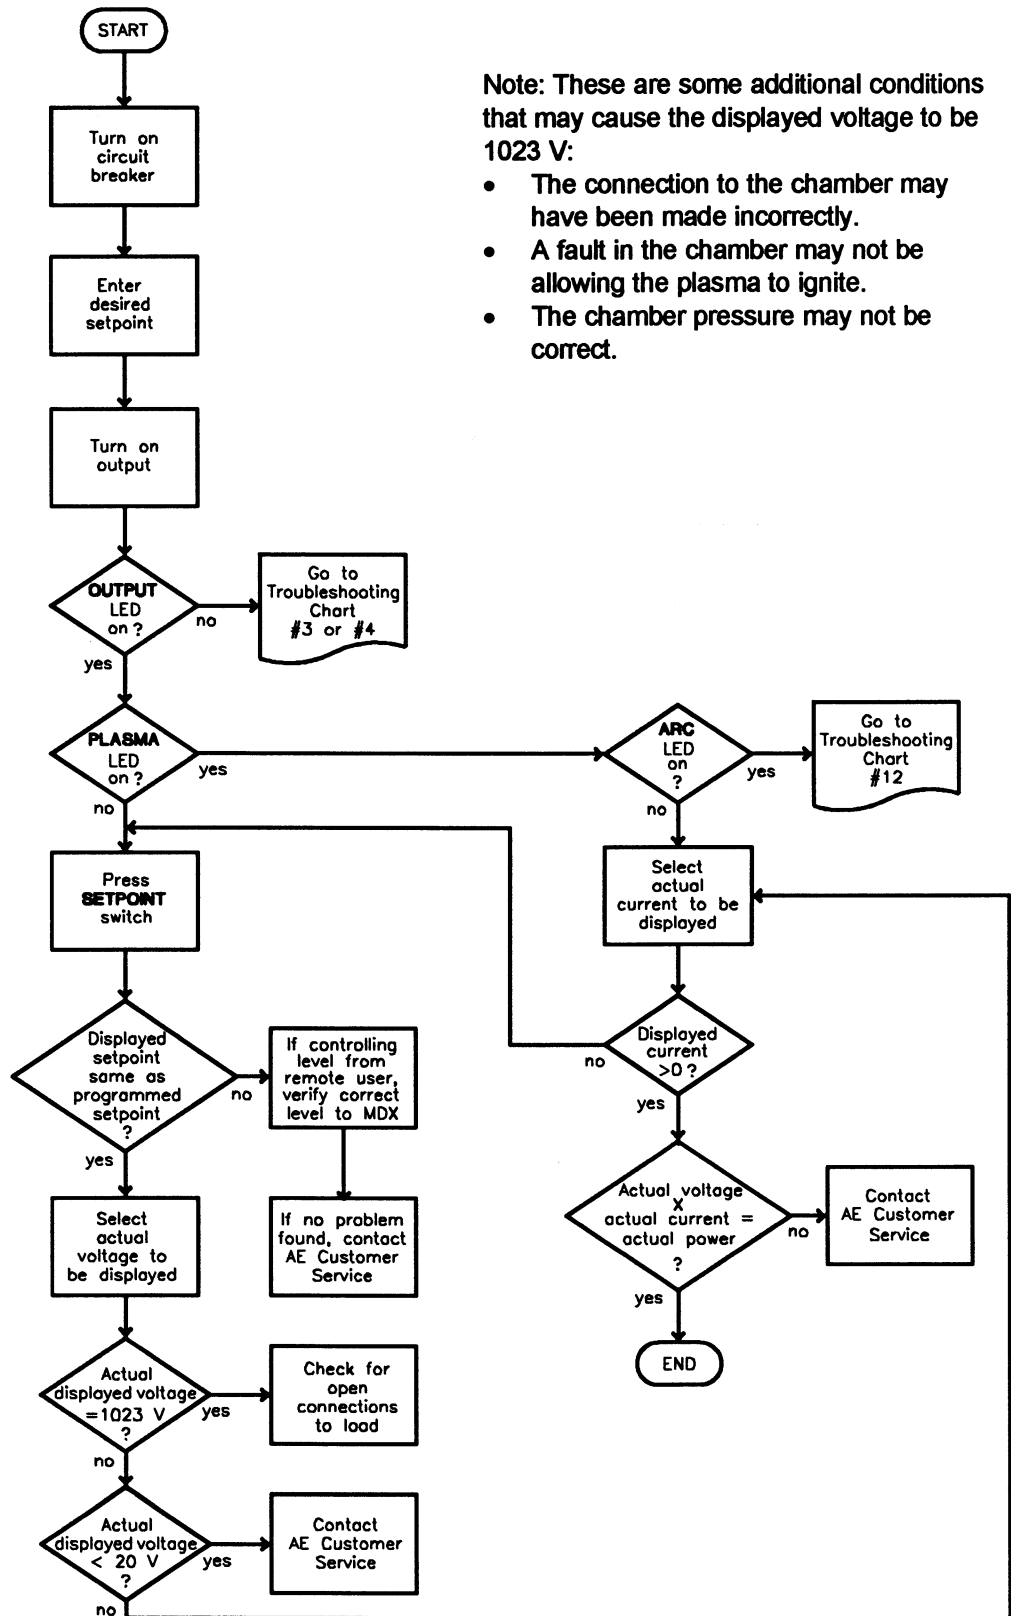 START
Note: These are some additional conditions
that may cause the displayed voltage to be
1023 V:
• The connection to the chamber may
have been made incorrectly.
• A fault in the chamber may not be
allowing the plasma to ignite.
• The chamber pressure may not be
correct.
Turn on
circuit
breaker
Enter
desired
setpoint
Turn on
output
OUTPUT
LED
on ?
no
Go to
Troubleshooting
Chart
#3 or #4
yes
PLASMA
LED
on ?
yes
no
ARC
LED
on
?
yes
Go to
Troubleshooting
Chart
#12
no
Press
SETPOINT
switch
Select
actual
current to be
displayed
Displayed
setpoint
same as
programmed
setpoint
?
no
If controlling
level from
remote user,
verify correct
level to MDX
yes
If no problem
found, contact
AE Customer
Service
Displayed
current
>0 ?
no
yes
Actual voltage
X
actual current =
actual power
?
no
Contact
AE Customer
Service
yes
END
Select
actual
voltage to
be displayed
Actual
displayed voltage
=1023 V
?
yes
Check for
open
connections
to load
no
Actual
displayed voltage
< 20 V
?
yes
Contact
AE Customer
Service
no